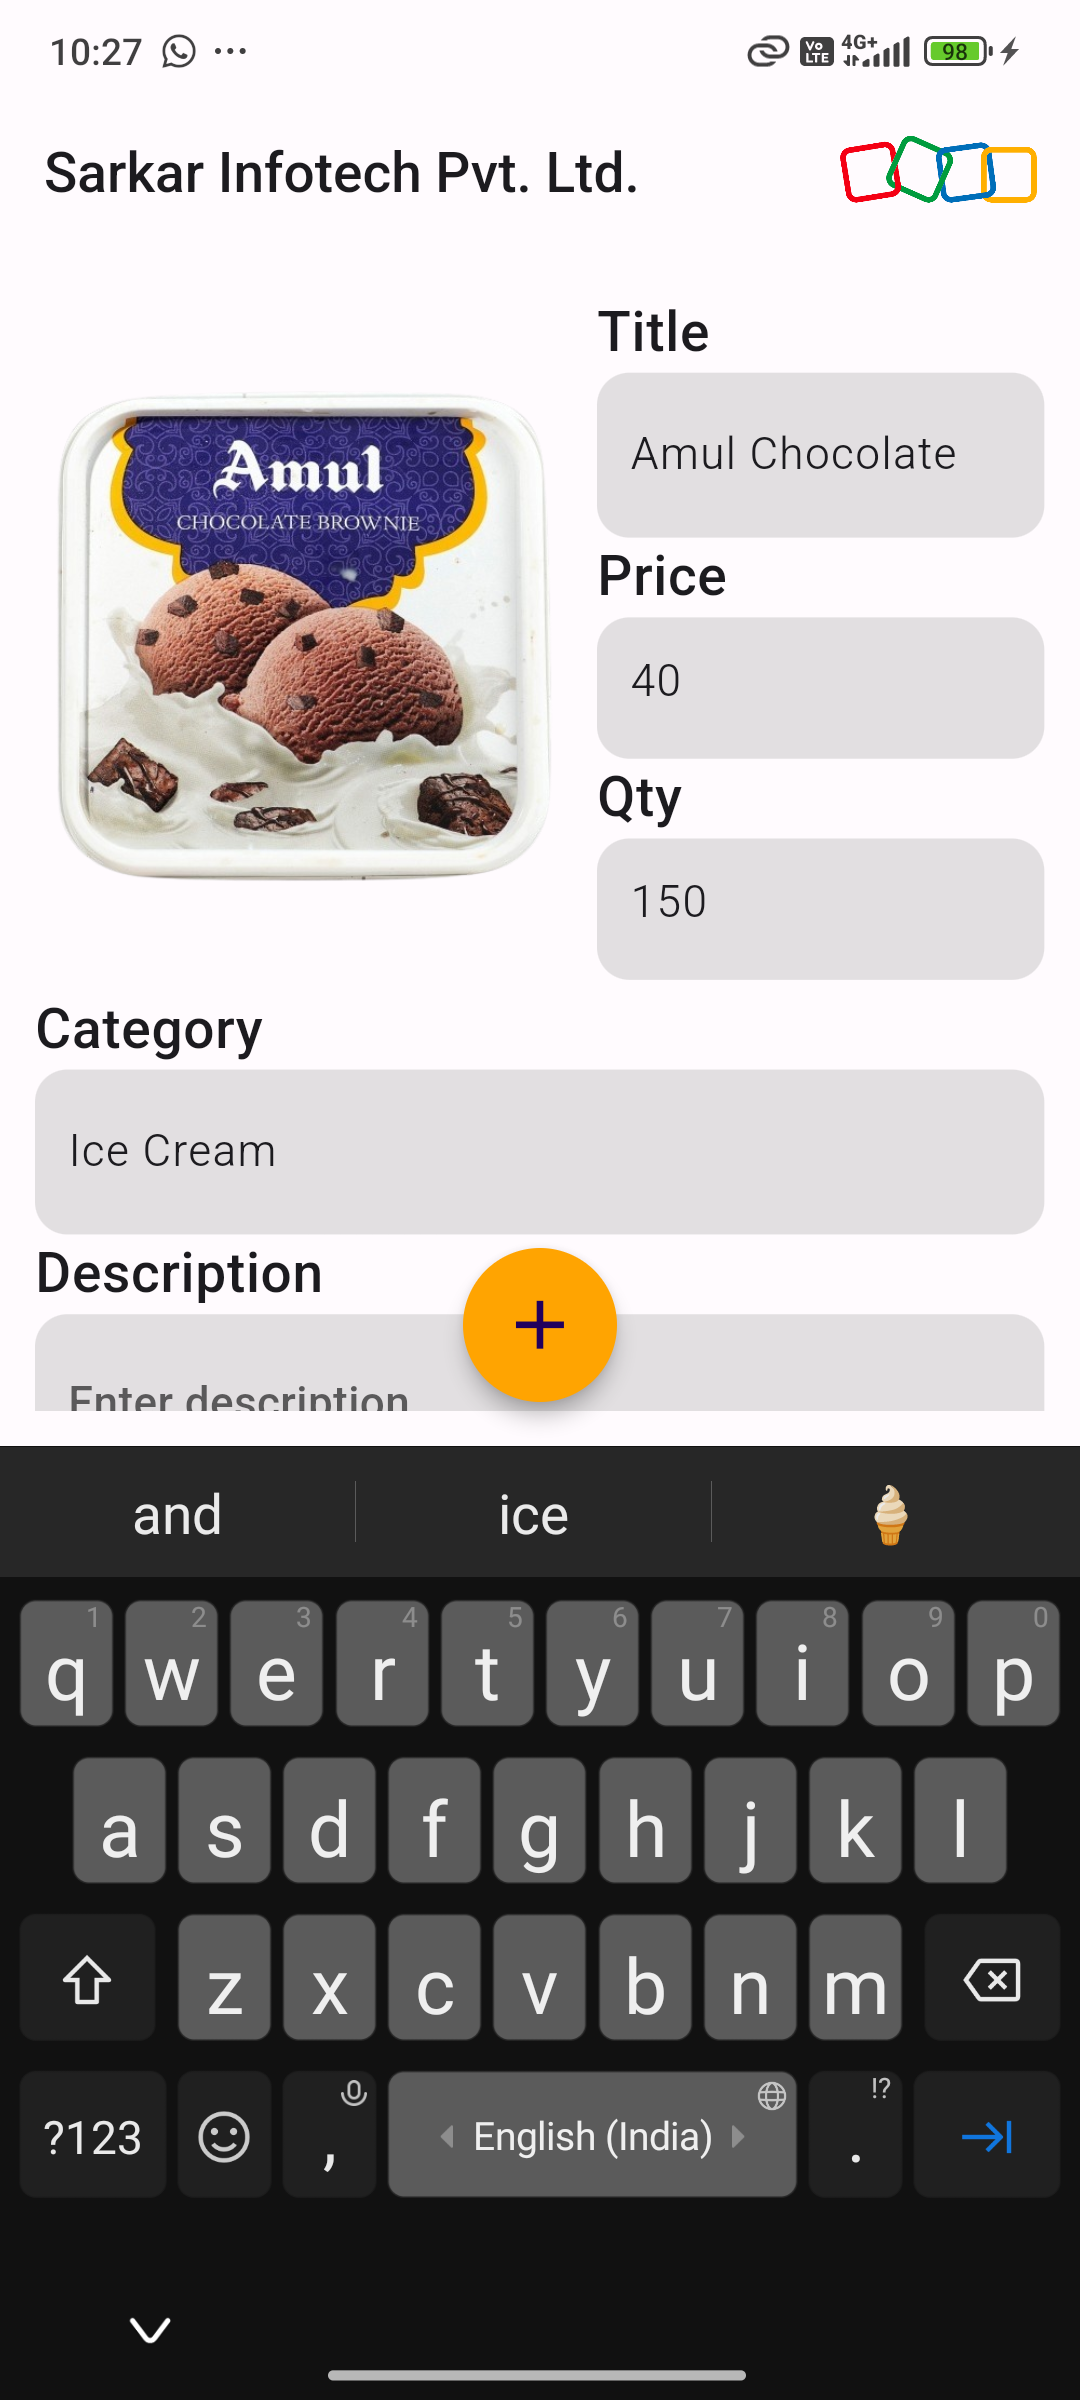 10:27 ... Vo LTE 4G+ 98
Sarkar Infotech Pvt. Ltd.
Title
Amul Chocolate
Amul
CHOCOLATE BROWNIE
Price
40
Qty
150
Category
Ice Cream
Description
Enter description
and ice
1 2 3 4 5 6 7 8 9 0
q w e r t y u i o p
a s d f g h j k l
z x c v b n m
!?
?123 , English (India) .